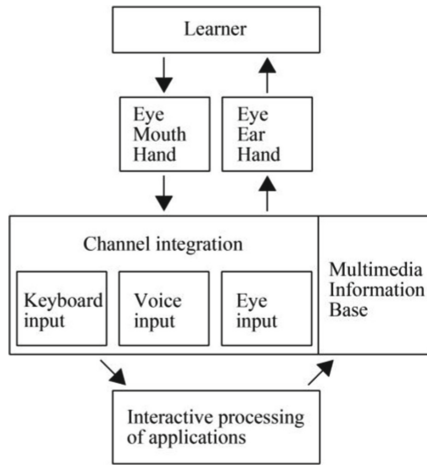 Learner
Eye
Mouth
Hand
Eye
Ear
Hand
Channel integration
Keyboard
input
Voice
input
Eye
input
Multimedia
Information
Base
Interactive processing
of applications